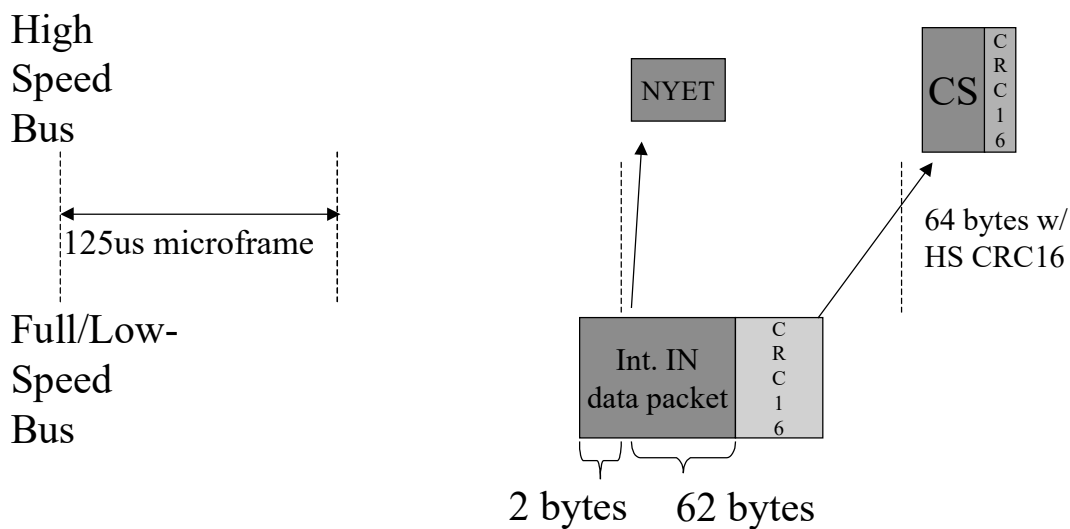 High
Speed
Bus
NYET
CS
C
R
C
1
6
125us microframe
64 bytes w/
HS CRC16
Full/Low-
Speed
Bus
Int. IN
data packet
C
R
C
1
6
2 bytes
62 bytes